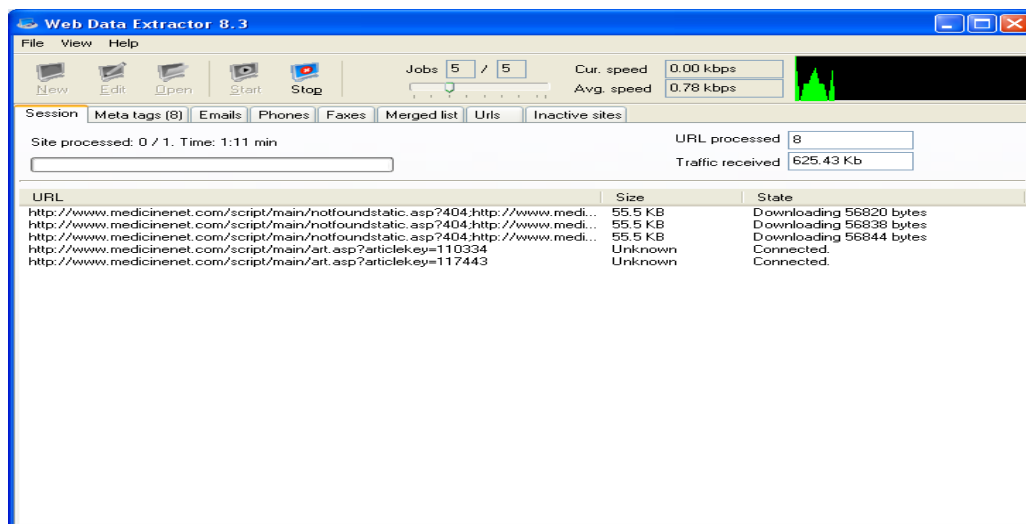 Web Data Extractor 8.3
File View Help
New Edit Open Start Stop Jobs 5 / 5 Cur. speed 0.00 kbps
Avg. speed 0.78 kbps
Session Meta tags (8) Emails Phones Faxes Merged list Urls Inactive sites
Site processed: 0 / 1. Time: 1:11 min URL processed 8
Traffic received 625.43 Kb
URL Size State
http://www.medicinenet.com/script/main/notfoundstatic.asp?404;http://www.medi... 55.5 KB Downloading 56820 bytes
http://www.medicinenet.com/script/main/notfoundstatic.asp?404;http://www.medi... 55.5 KB Downloading 56838 bytes
http://www.medicinenet.com/script/main/notfoundstatic.asp?404;http://www.medi... 55.5 KB Downloading 56844 bytes
http://www.medicinenet.com/script/main/art.asp?articlekey=110334 Unknown Connected.
http://www.medicinenet.com/script/main/art.asp?articlekey=117443 Unknown Connected.